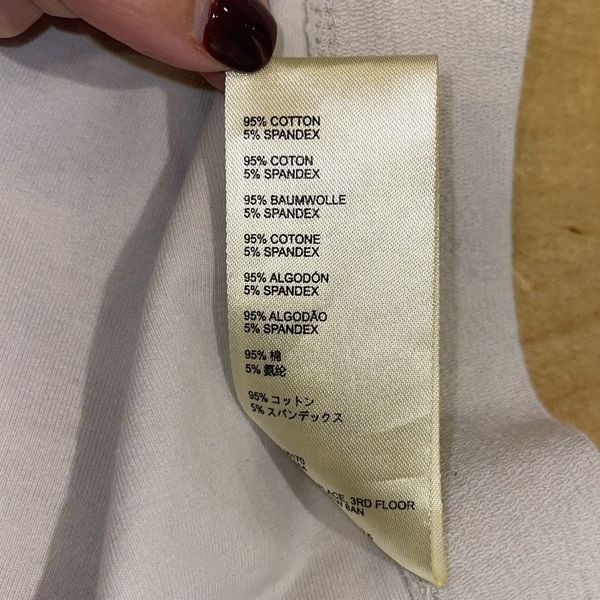 95% COTTON
5% SPANDEX
95% COTON
5% SPANDEX
95% BAUMWOLLE
5% SPANDEX
95% COTONE
5% SPANDEX
95% ALGODÓN
5% SPANDEX
95% ALGODÃO
5% SPANDEX
95% 棉
5% 氨纶
95% コットン
5% スパンデックス
3RD FLOOR